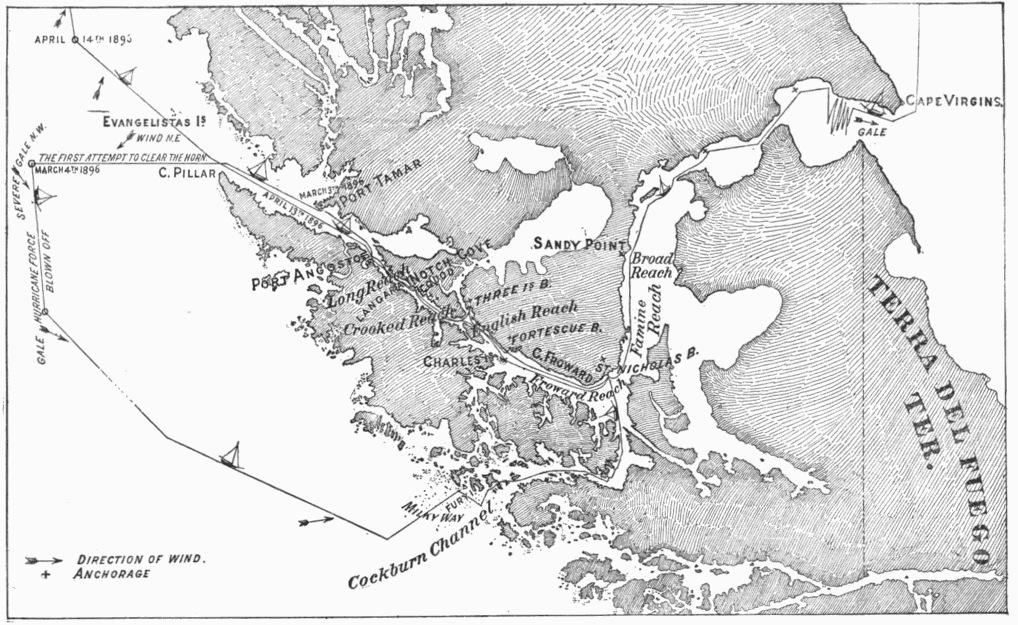 APRIL 14TH 1896
CAPE VIRGINS.
GALE
EVANGELISTAS IS.
WIND N.E
SEVERE GALE N.W.
THE FIRST ATTEMPT TO CLEAR THE HORN.
MARCH 4TH 1896
C. PILLAR
MARCH 3RD 1896
PORT TAMAR
APRIL 13TH 1896
SANDY POINT
PORT ANGOSTO
NOTCH COVE
Broad
Reach
Long Reach
LANGARA
THREE IS B.
HURRICANE FORCE
BLOWN OFF
GALE
Crooked Reach
English Reach
Famine
Reach
FORTESCUE B.
CHARLES I.
C. FROWARD
ST. NICHOLAS B.
Froward Reach
TERRA DEL FUEGO
TER.
MILKY WAY
FURY
Cockburn Channel
DIRECTION OF WIND.
+ ANCHORAGE